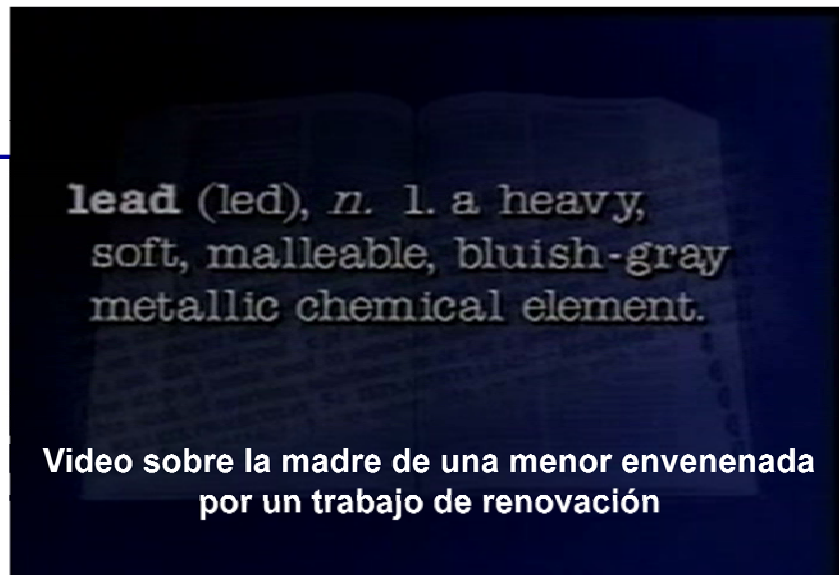 lead (led), n. 1. a heavy,
soft, malleable, bluish-gray
metallic chemical element.
Video sobre la madre de una menor envenenada
por un trabajo de renovación